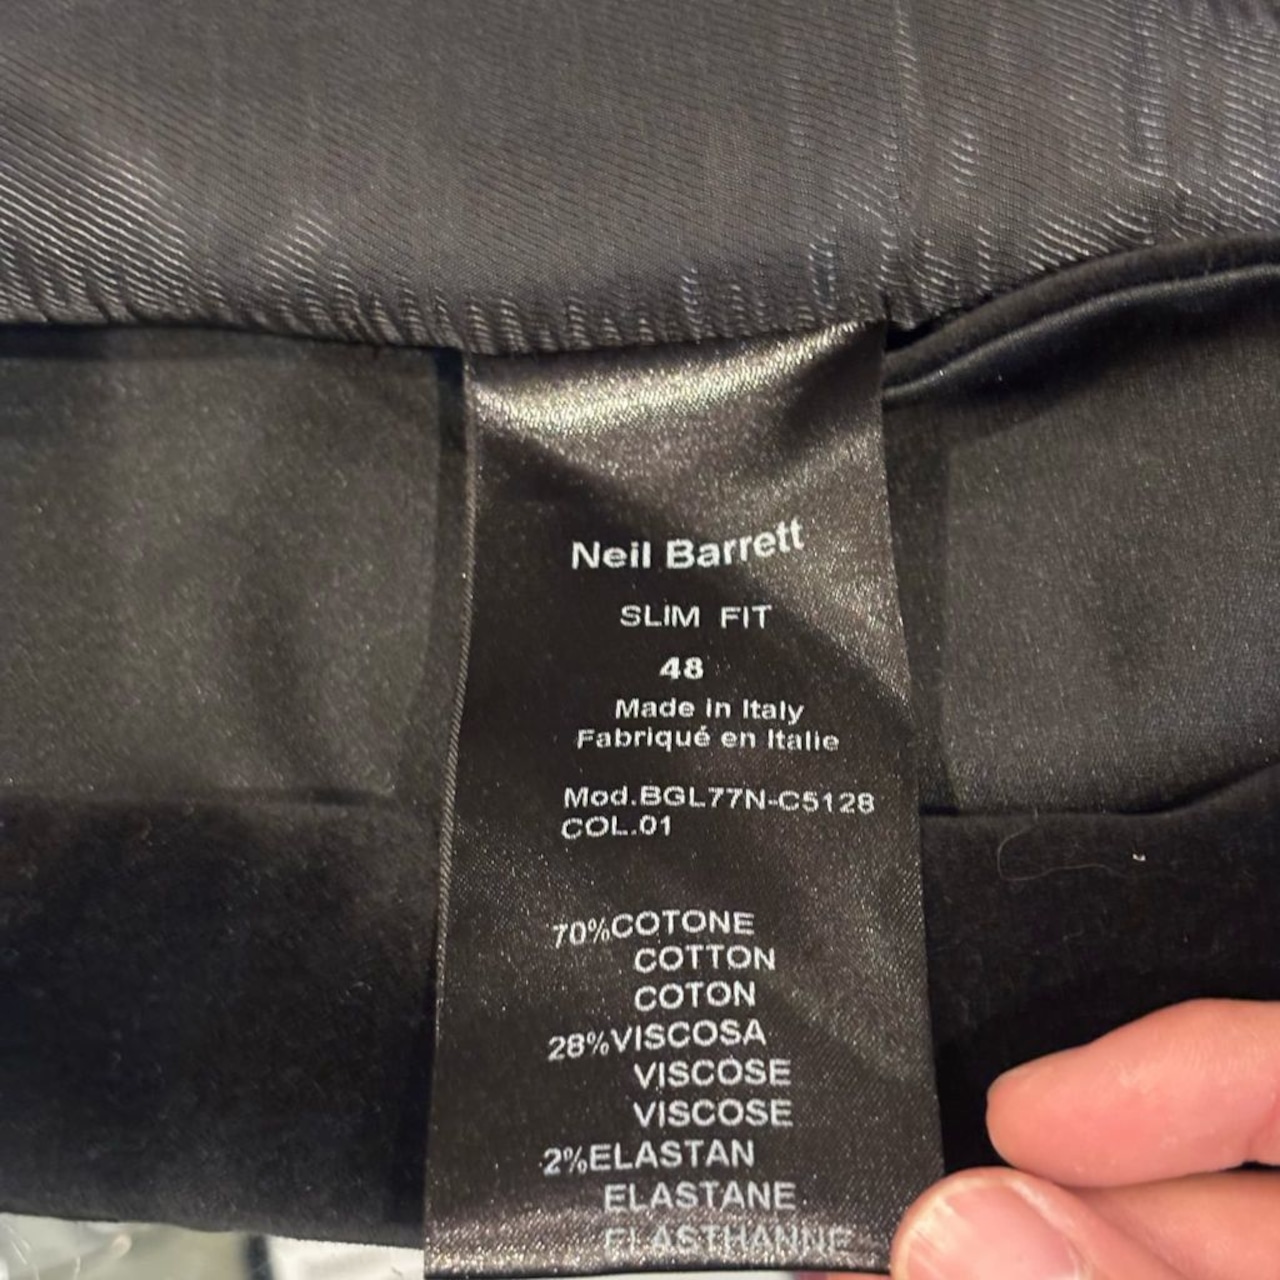 Neil Barrett
SLIM FIT
48
Made in Italy
Fabriqué en Italie
Mod.BGL77N-C5128
COL.01
70%COTONE
COTTON
COTON
28%VISCOSA
VISCOSE
VISCOSE
2%ELASTAN
ELASTANE
ELASTHANNE